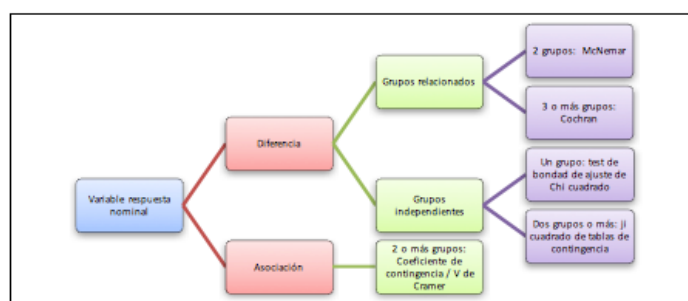 Variable respuesta
nominal
Diferencia
Asociación
Grupos relacionados
Grupos
independientes
2 o más grupos:
Coeficiente de
contingencia / V de
Cramer
2 grupos: McNemar
3 o más grupos:
Cochran
Un grupo: test de
bondad de ajuste de
Chi cuadrado
Dos grupos o más: ji
cuadrado de tablas de
contingencia